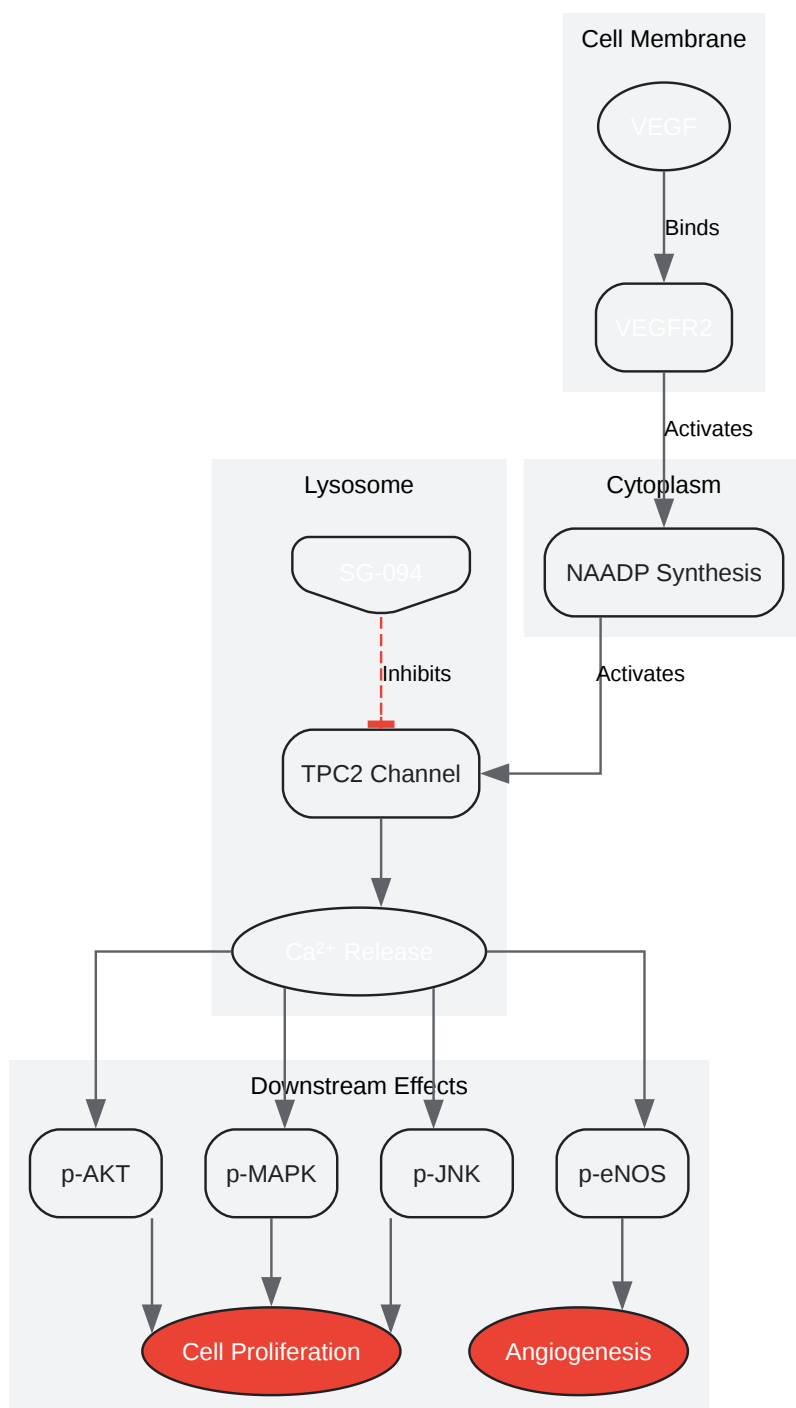 Cell Membrane
VEGF
Binds
VEGFR2
Activates
Lysosome
Cytoplasm
SG-094
NAADP Synthesis
Inhibits
Activates
TPC2 Channel
Ca²⁺ Release
Downstream Effects
p-AKT
p-MAPK
p-JNK
p-eNOS
Cell Proliferation
Angiogenesis